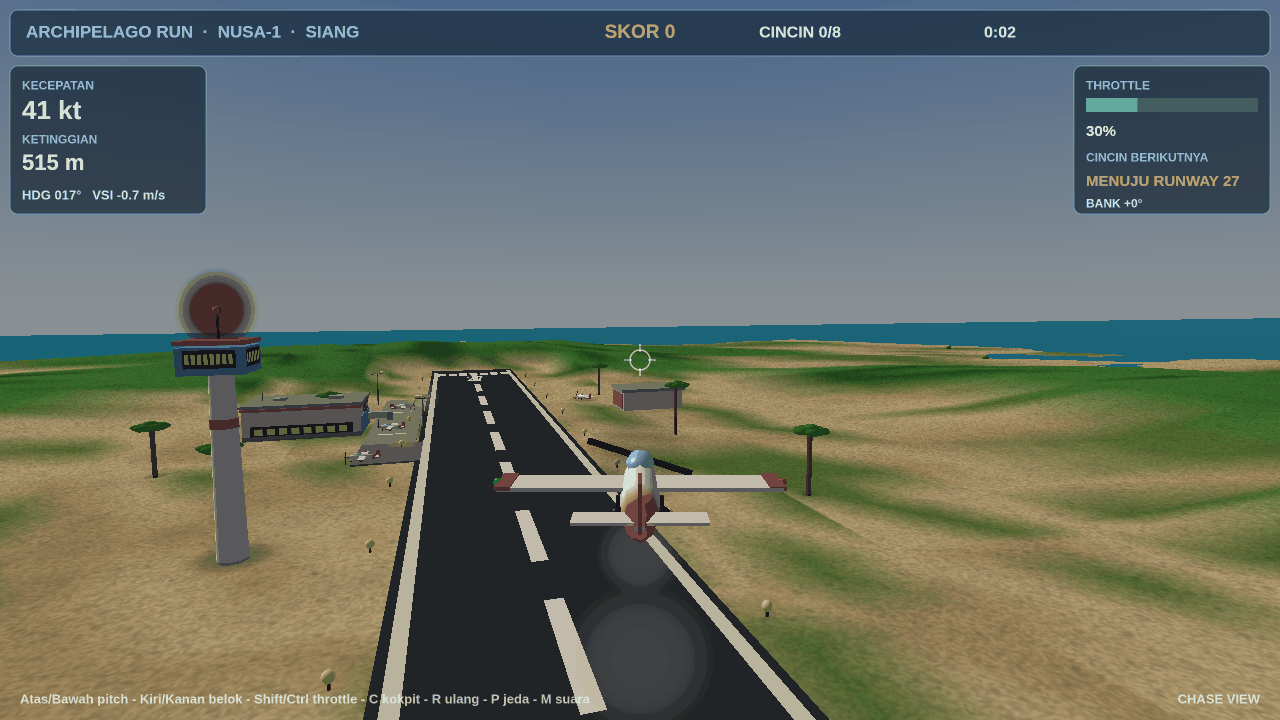 ARCHIPELAGO RUN · NUSA-1 · SIANG
SKOR 0
CINCIN 0/8
0:02
KECEPATAN
41 kt
KETINGGIAN
515 m
HDG 017° VSI -0.7 m/s
THROTTLE
30%
CINCIN BERIKUTNYA
MENUJU RUNWAY 27
BANK +0°
Atas/Bawah pitch - Kiri/Kanan belok - Shift/Ctrl throttle - C kokpit - R ulang - P jeda - M suara
CHASE VIEW